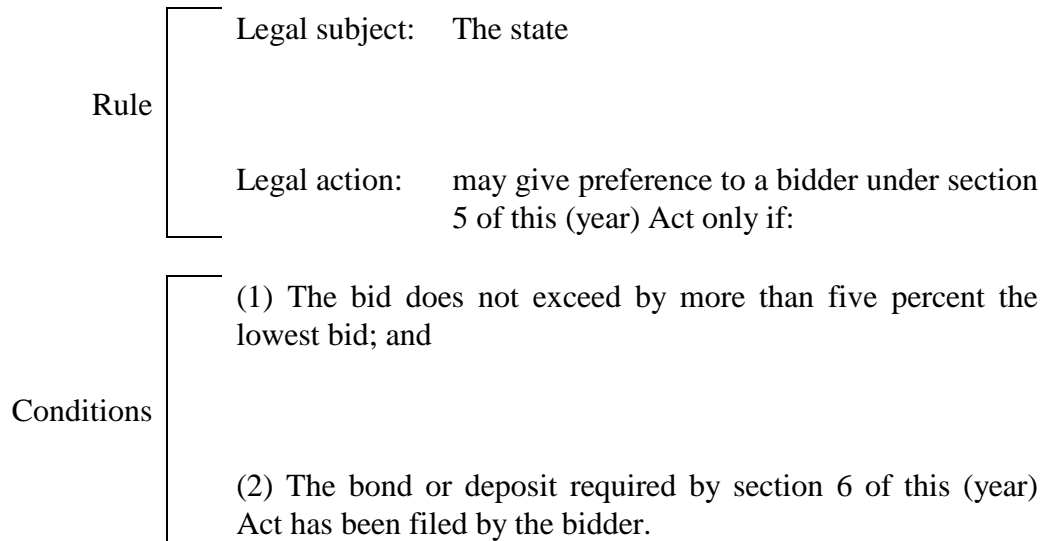 Legal subject: The state
Rule
Legal action: may give preference to a bidder under section
5 of this (year) Act only if:
(1) The bid does not exceed by more than five percent the
lowest bid; and
Conditions
(2) The bond or deposit required by section 6 of this (year)
Act has been filed by the bidder.